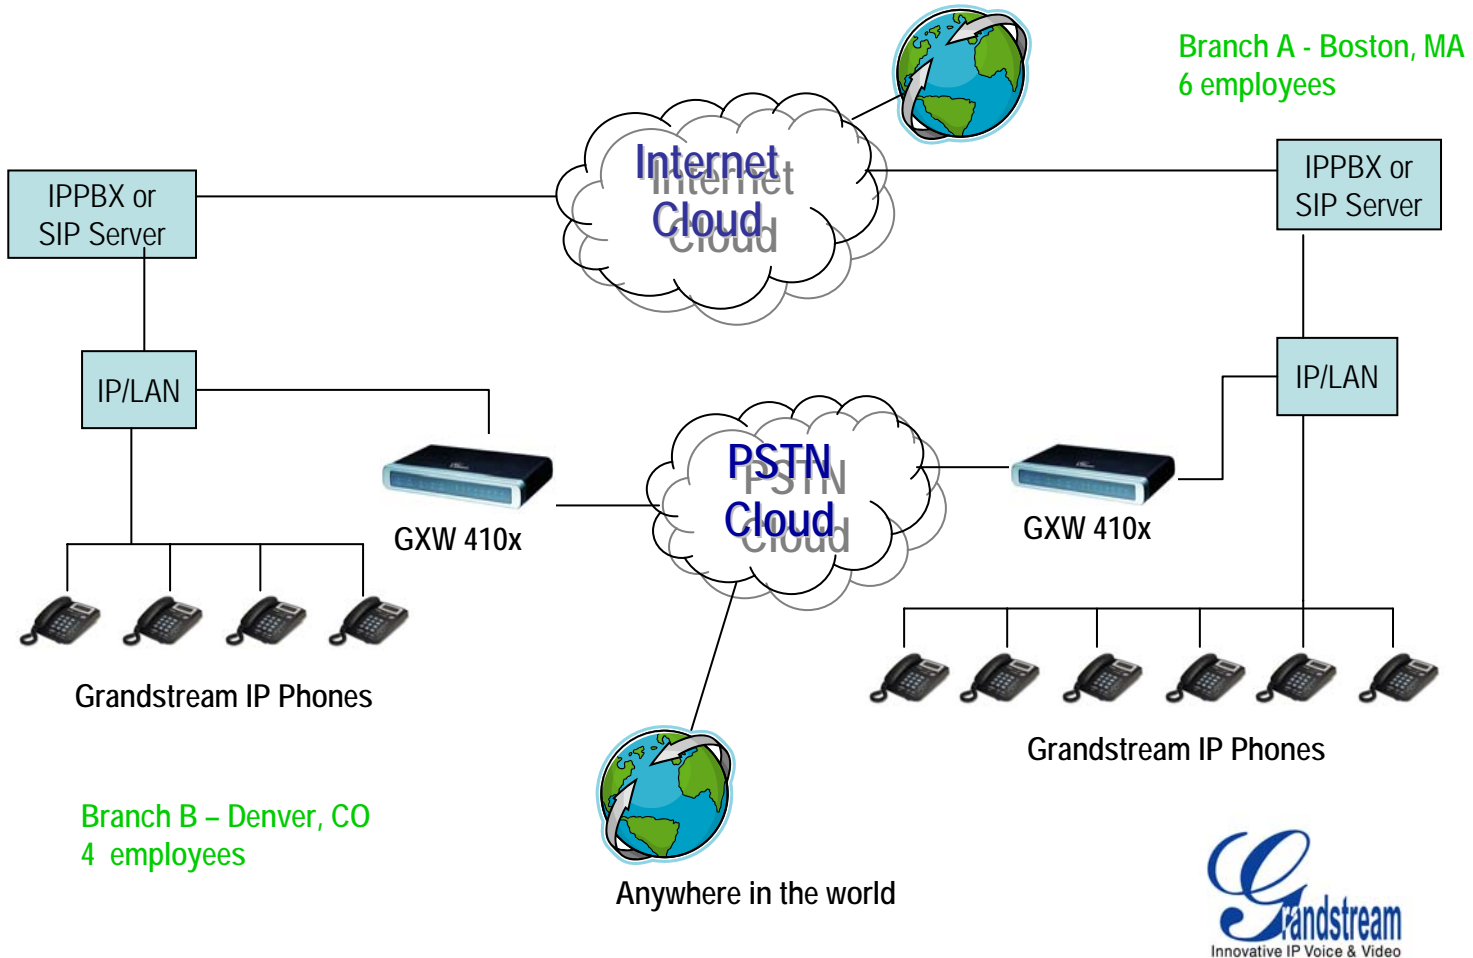 Branch A - Boston, MA
6 employees
Internet
Cloud
IPPBX or
SIP Server
IPPBX or
SIP Server
IP/LAN
IP/LAN
PSTN
Cloud
GXW 410x
GXW 410x
Grandstream IP Phones
Grandstream IP Phones
Branch B – Denver, CO
4 employees
Anywhere in the world
Grandstream
Innovative IP Voice & Video